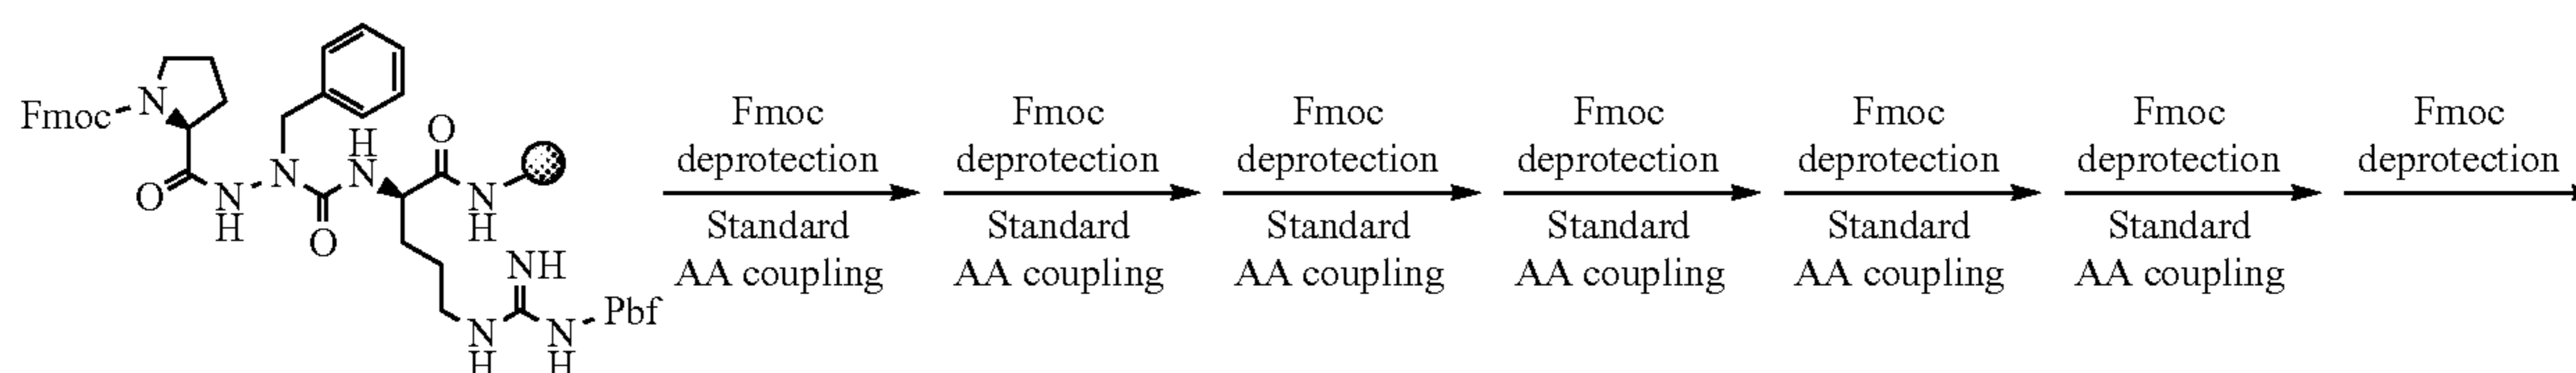 Fmoc
N
O
N
H
N
O
H
N
O
N
H
NH
N
H
N
H
Pbf
Fmoc
deprotection
Standard
AA coupling
Fmoc
deprotection
Standard
AA coupling
Fmoc
deprotection
Standard
AA coupling
Fmoc
deprotection
Standard
AA coupling
Fmoc
deprotection
Standard
AA coupling
Fmoc
deprotection
Standard
AA coupling
Fmoc
deprotection